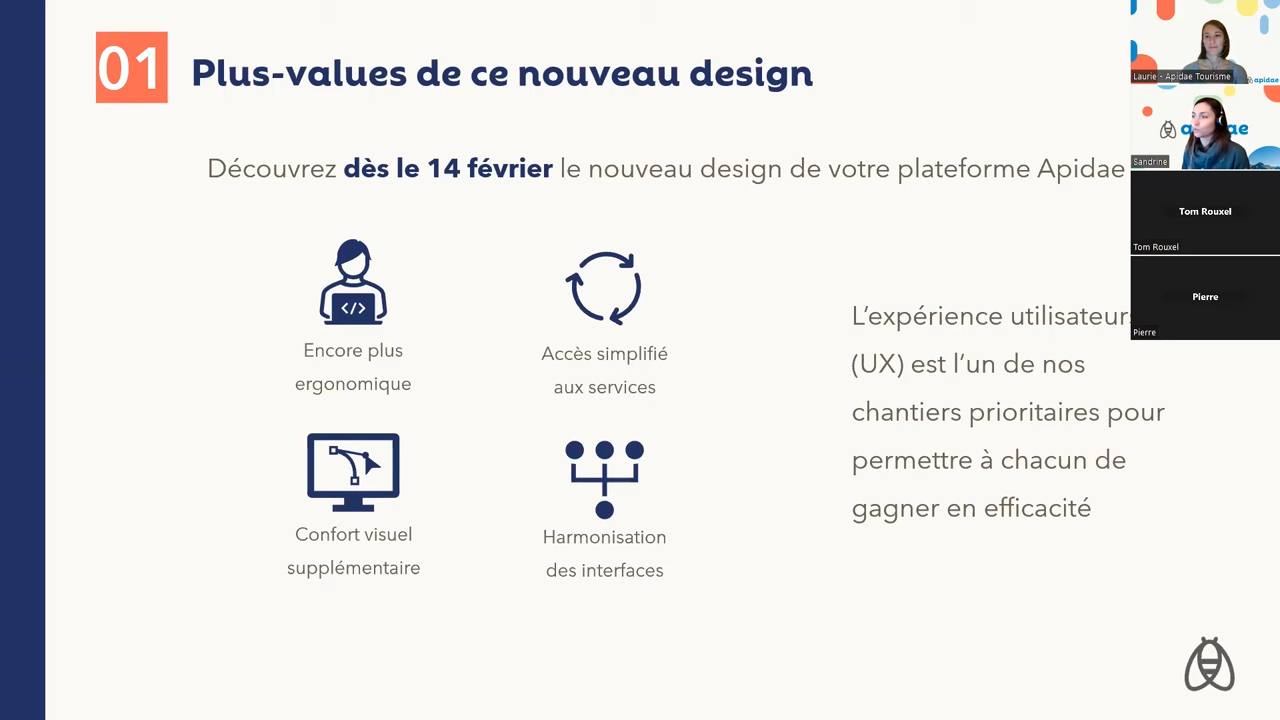 01
Plus-values de ce nouveau design
Découvrez dès le 14 février le nouveau design de votre plateforme Apidae
Encore plus
ergonomique
Accès simplifié
aux services
Confort visuel
supplémentaire
Harmonisation
des interfaces
L'expérience utilisateurs
(UX) est l'un de nos
chantiers prioritaires pour
permettre à chacun de
gagner en efficacité
Laurie - Apidae Tourisme
apidae
Sandrine
Tom Rouxel
Tom Rouxel
Pierre
Pierre